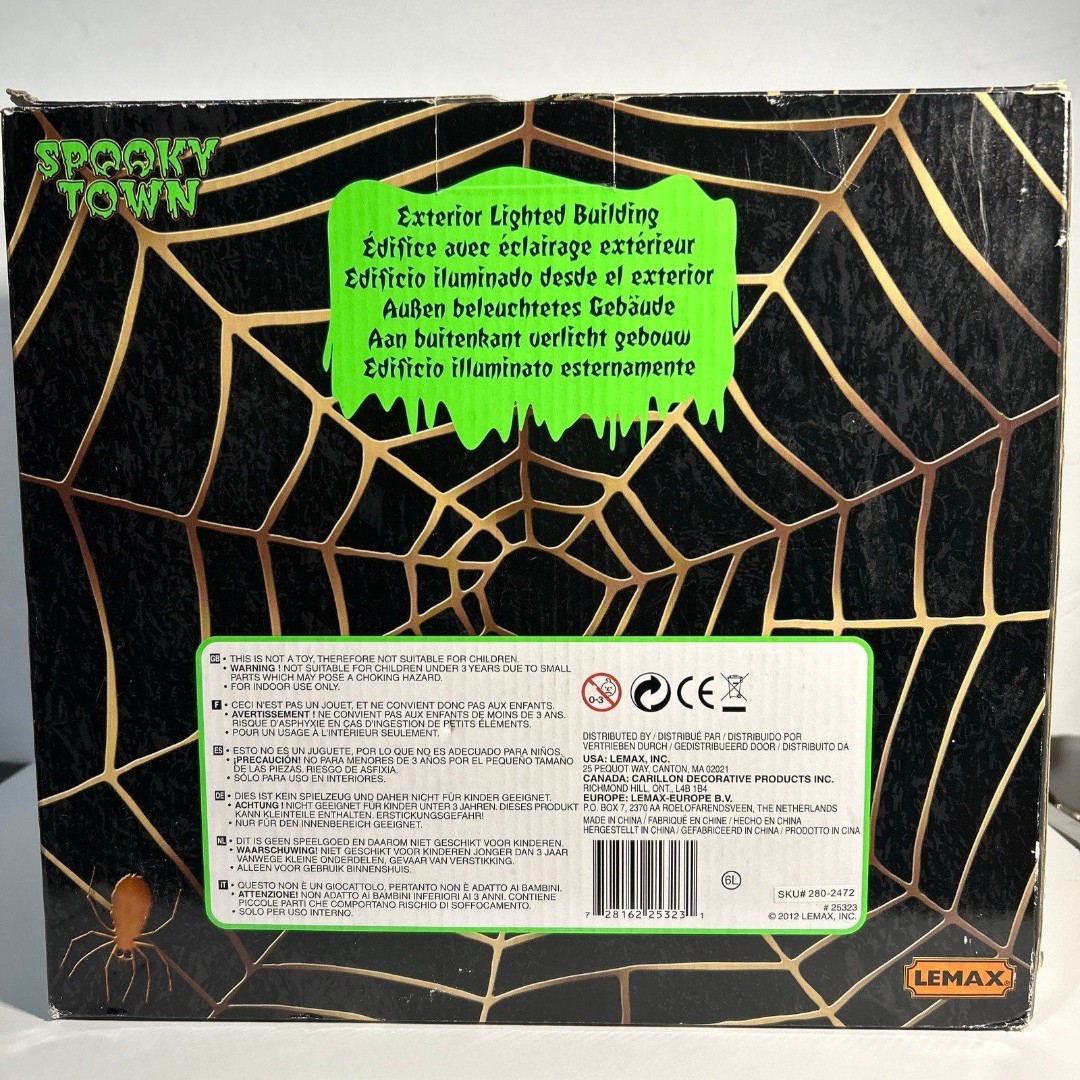 SPOOKY
TOWN
Exterior Lighted Building
Édifice avec éclairage extérieur
Edificio iluminado desde el exterior
Außen beleuchtetes Gebäude
Aan buitenkant verlicht gebouw
Edificio illuminato esternamente
GB • THIS IS NOT A TOY, THEREFORE NOT SUITABLE FOR CHILDREN.
• WARNING ! NOT SUITABLE FOR CHILDREN UNDER 3 YEARS DUE TO SMALL
PARTS WHICH MAY POSE A CHOKING HAZARD.
• FOR INDOOR USE ONLY.
F • CECI N'EST PAS UN JOUET, ET NE CONVIENT DONC PAS AUX ENFANTS.
• AVERTISSEMENT ! NE CONVIENT PAS AUX ENFANTS DE MOINS DE 3 ANS.
RISQUE D'ASPHYXIE EN CAS D'INGESTION DE PETITS ÉLÉMENTS.
• POUR UN USAGE À L'INTÉRIEUR SEULEMENT.
ES • ESTO NO ES UN JUGUETE, POR LO QUE NO ES ADECUADO PARA NIÑOS.
• ¡PRECAUCIÓN! NO PARA MENORES DE 3 AÑOS POR EL PEQUEÑO TAMAÑO
DE LAS PIEZAS. RIESGO DE ASFIXIA.
• SÓLO PARA USO EN INTERIORES.
DE • DIES IST KEIN SPIELZEUG UND DAHER NICHT FÜR KINDER GEEIGNET.
• ACHTUNG ! NICHT GEEIGNET FÜR KINDER UNTER 3 JAHREN. DIESES PRODUKT
KANN KLEINTEILE ENTHALTEN. ERSTICKUNGSGEFAHR!
• NUR FÜR DEN INNENBEREICH GEEIGNET.
NL • DIT IS GEEN SPEELGOED EN DAAROM NIET GESCHIKT VOOR KINDEREN.
• WAARSCHUWING! NIET GESCHIKT VOOR KINDEREN JONGER DAN 3 JAAR
VANWEGE KLEINE ONDERDELEN, GEVAAR VAN VERSTIKKING.
• ALLEEN VOOR GEBRUIK BINNENSHUIS.
IT • QUESTO NON È UN GIOCATTOLO, PERTANTO NON È ADATTO AI BAMBINI.
• ATTENZIONE! NON ADATTO AI BAMBINI INFERIORI AI 3 ANNI. CONTIENE
PICCOLE PARTI CHE COMPORTANO RISCHIO DI SOFFOCAMENTO.
• SOLO PER USO INTERNO.
0-3
CE
DISTRIBUTED BY / DISTRIBUÉ PAR / DISTRIBUIDO POR
VERTRIEBEN DURCH / GEDISTRIBUEERD DOOR / DISTRIBUITO DA
USA: LEMAX, INC.
25 PEQUOT WAY, CANTON, MA 02021
CANADA: CARILLON DECORATIVE PRODUCTS INC.
RICHMOND HILL, ONT., L4B 1B4
EUROPE: LEMAX-EUROPE B.V.
P.O. BOX 7, 2370 AA ROELOFARENDSVEEN, THE NETHERLANDS
MADE IN CHINA / FABRIQUÉ EN CHINE / HECHO EN CHINA
HERGESTELLT IN CHINA / GEFABRICEERD IN CHINA / PRODOTTO IN CINA
7 28162 25323 1
6L
SKU# 280-2472
# 25323
© 2012 LEMAX, INC.
LEMAX®